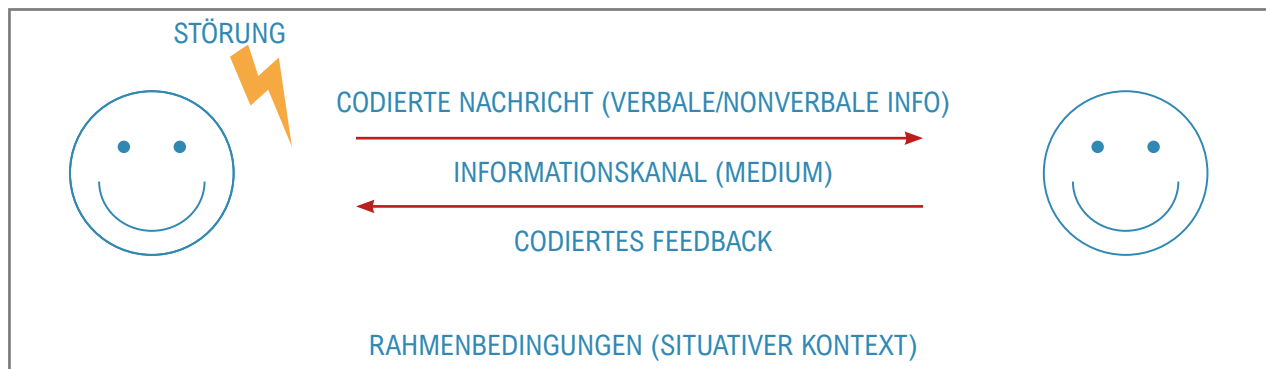 STÖRUNG
CODIERTE NACHRICHT (VERBALE/NONVERBALE INFO)
INFORMATIONSKANAL (MEDIUM)
CODIERTES FEEDBACK
RAHMENBEDINGUNGEN (SITUATIVER KONTEXT)